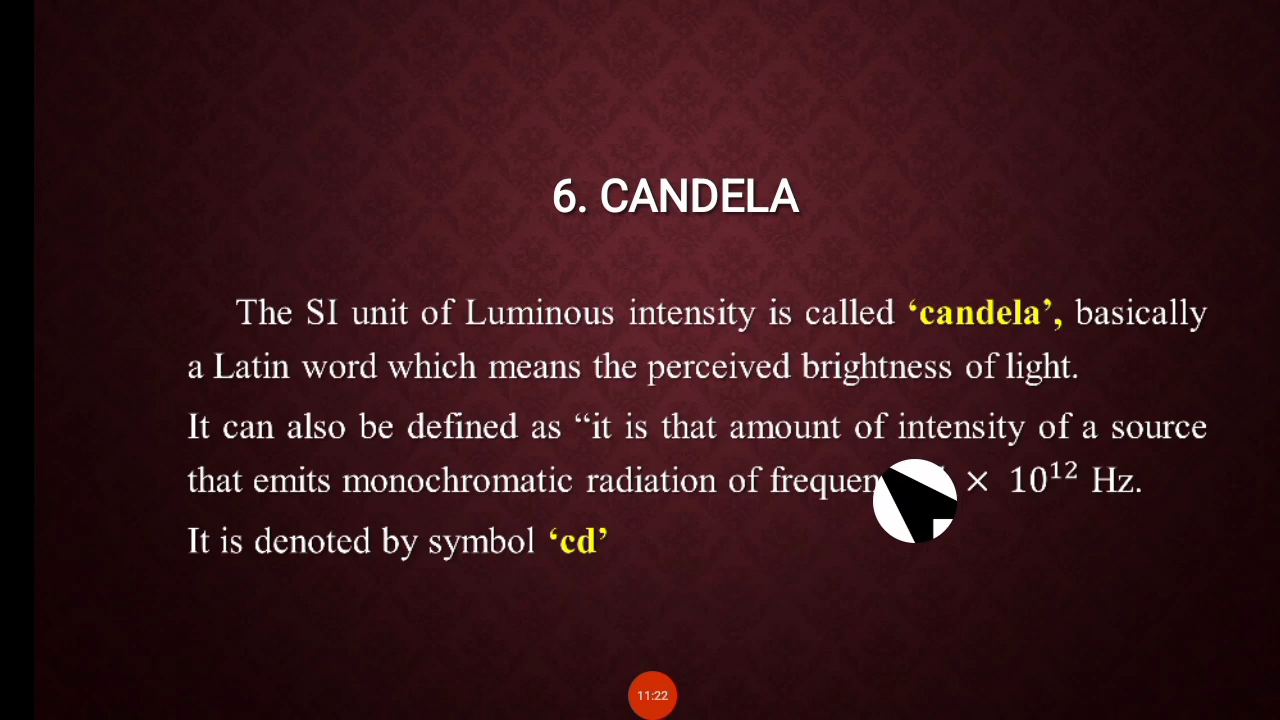 6. CANDELA
The SI unit of Luminous intensity is called ‘candela’, basically
a Latin word which means the perceived brightness of light.
It can also be defined as “it is that amount of intensity of a source
that emits monochromatic radiation of × 10¹² Hz.
It is denoted by symbol ‘cd’
11:22